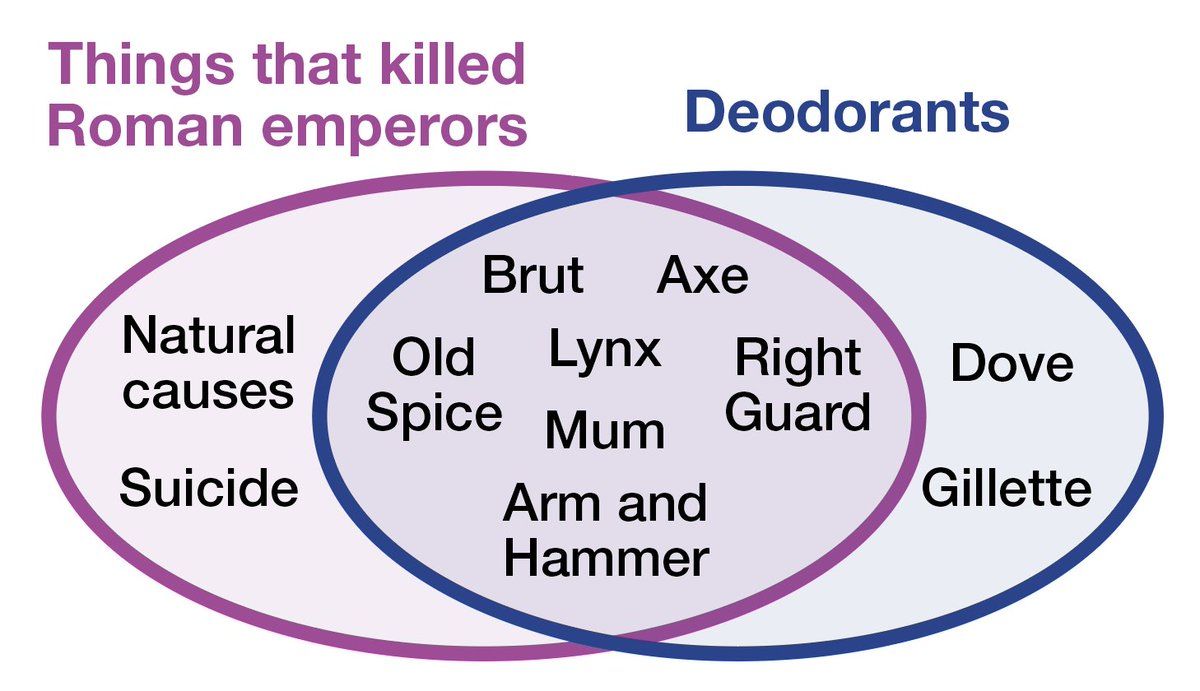 Things that killed
Roman emperors
Deodorants
Brut
Axe
Natural
causes
Old
Spice
Lynx
Right
Guard
Dove
Mum
Suicide
Arm and
Hammer
Gillette